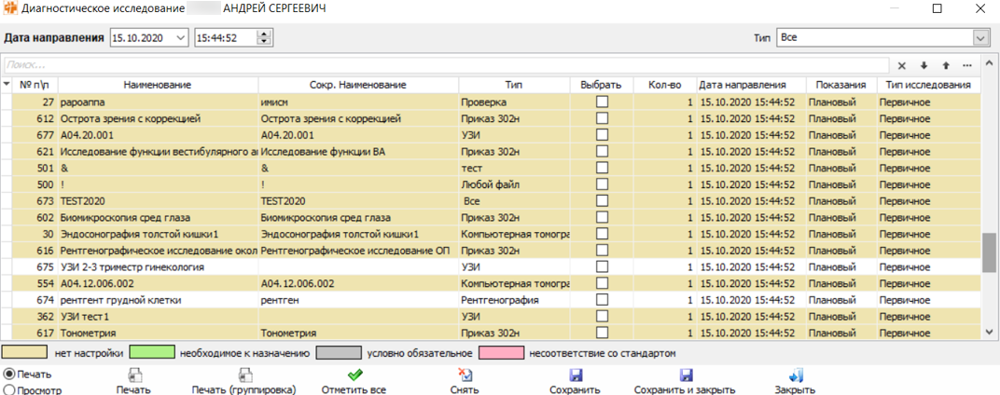 Диагностическое исследование АНДРЕЙ СЕРГЕЕВИЧ
Дата направления 15.10.2020 15:44:52 Тип Все
Поиск...
№ п\п Наименование Сокр. Наименование Тип Выбрать Кол-во Дата направления Показания Тип исследования
27 рароаппа имисм Проверка 1 15.10.2020 15:44:52 Плановый Первичное
612 Острота зрения с коррекцией Острота зрения с коррекцией Приказ 302н 1 15.10.2020 15:44:52 Плановый Первичное
677 A04.20.001 A04.20.001 УЗИ 1 15.10.2020 15:44:52 Плановый Первичное
621 Исследование функции вестибулярного ап Исследование функции ВА Приказ 302н 1 15.10.2020 15:44:52 Плановый Первичное
501 & & тест 1 15.10.2020 15:44:52 Плановый Первичное
500 ! ! Любой файл 1 15.10.2020 15:44:52 Плановый Первичное
673 TEST2020 TEST2020 Все 1 15.10.2020 15:44:52 Плановый Первичное
602 Биомикроскопия сред глаза Биомикроскопия сред глаза Приказ 302н 1 15.10.2020 15:44:52 Плановый Первичное
30 Эндосонография толстой кишки1 Эндосонография толстой кишки1 Компьютерная томогра 1 15.10.2020 15:44:52 Плановый Первичное
616 Рентгенографическое исследование окол Рентгенографическое исследование ОП Приказ 302н 1 15.10.2020 15:44:52 Плановый Первичное
675 УЗИ 2-3 триместр гинекология УЗИ 1 15.10.2020 15:44:52 Плановый Первичное
554 A04.12.006.002 A04.12.006.002 Компьютерная томогра 1 15.10.2020 15:44:52 Плановый Первичное
674 рентгент грудной клетки рентген Рентгенография 1 15.10.2020 15:44:52 Плановый Первичное
362 УЗИ тест1 УЗИ 1 15.10.2020 15:44:52 Плановый Первичное
617 Тонометрия Тонометрия Приказ 302н 1 15.10.2020 15:44:52 Плановый Первичное
нет настройки необходимое к назначению условно обязательное несоответствие со стандартом
Печать
Просмотр Печать Печать (группировка) Отметить все Снять Сохранить Сохранить и закрыть Закрыть